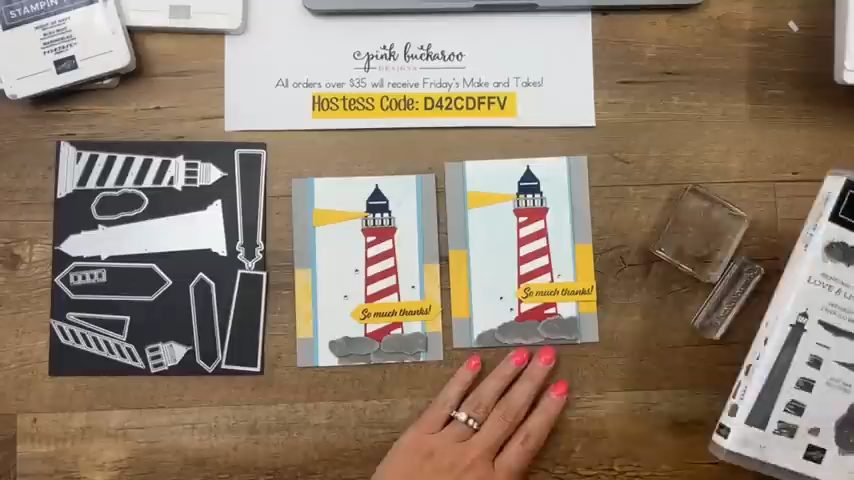 STAMPIN'
pink buckaroo
DESIGNS
All orders over $35 will receive Friday's Make and Takes!
Hostess Code: D42CDFFV
So much thanks!
So much thanks!
LOVE & LI